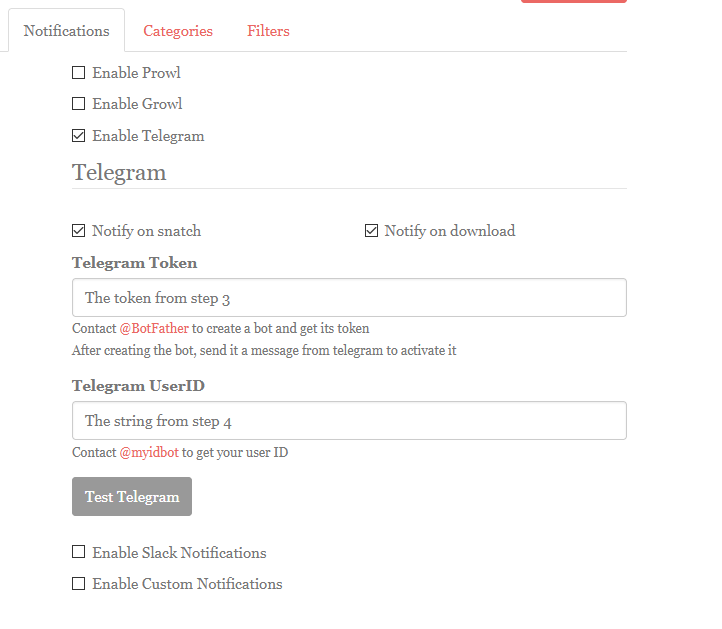 Notifications Categories Filters
Enable Prowl
Enable Growl
Enable Telegram
Telegram
Notify on snatch Notify on download
Telegram Token
The token from step 3
Contact @BotFather to create a bot and get its token
After creating the bot, send it a message from telegram to activate it
Telegram UserID
The string from step 4
Contact @myidbot to get your user ID
Test Telegram
Enable Slack Notifications
Enable Custom Notifications